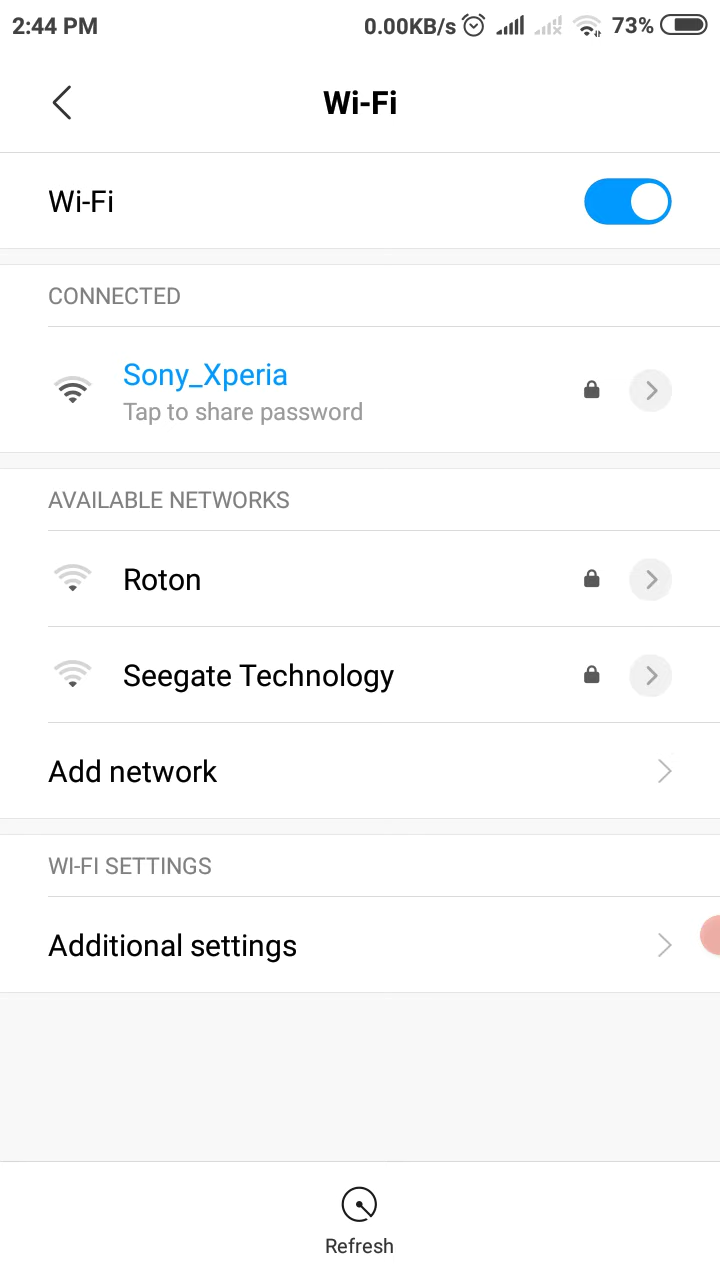 2:44 PM 0.00KB/s 73%
Wi-Fi
Wi-Fi
CONNECTED
Sony_Xperia
Tap to share password
AVAILABLE NETWORKS
Roton
Seegate Technology
Add network
WI-FI SETTINGS
Additional settings
Refresh